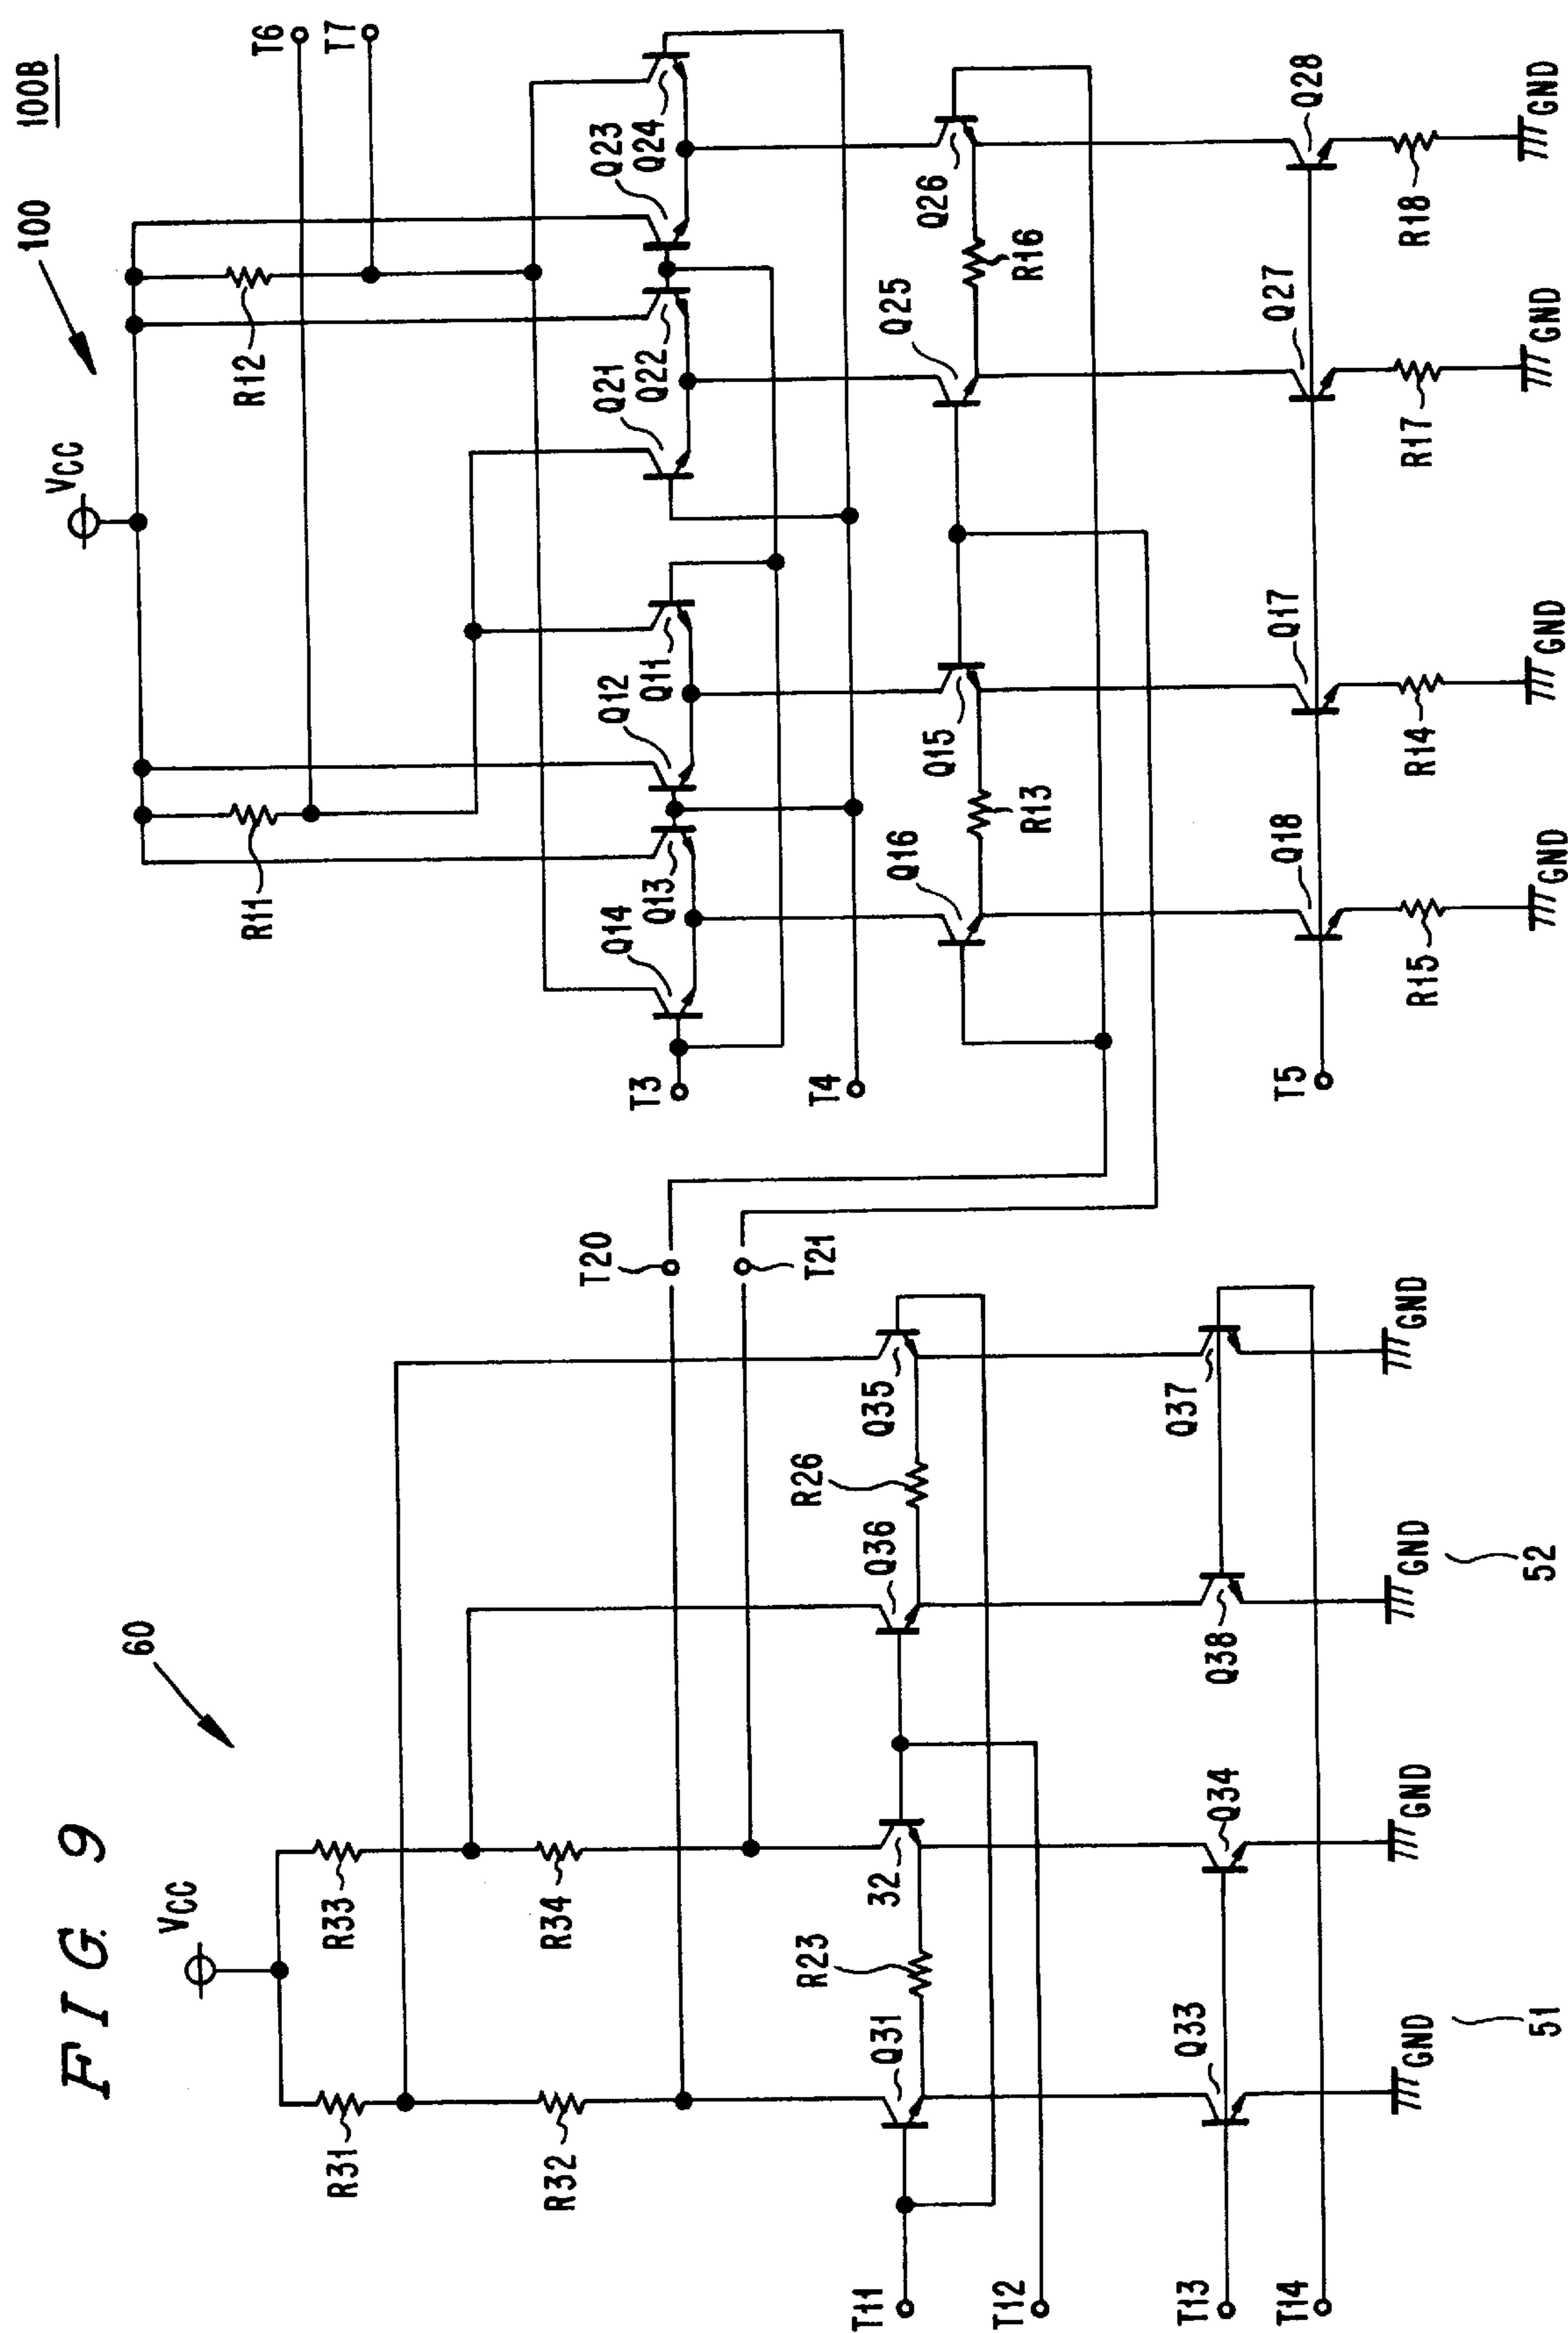 FIG. 9
100B
60
100
VCC
VCC
T6
T7
R33
R31
R12
R11
R34
R32
T20
T21
T3
T4
Q14
Q13
Q12
Q11
Q21
Q22
Q23
Q24
R23
Q31
32
Q36
R26
Q35
Q16
R13
Q15
Q25
R16
Q26
T11
T12
T13
T14
Q33
Q34
Q38
Q37
T5
Q18
Q17
Q27
Q28
R15
R14
R17
R18
GND
GND
GND
GND
GND
GND
GND
GND
51
52